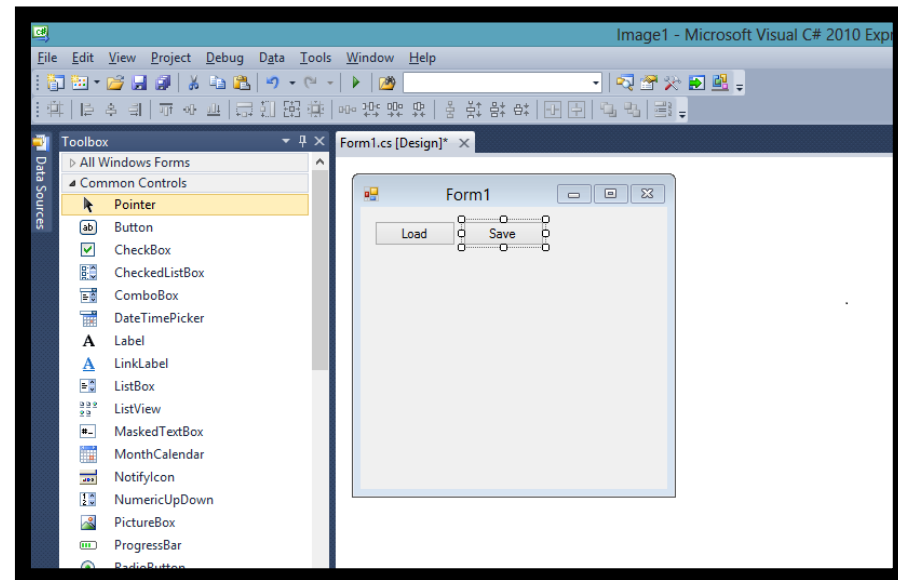 Image1 - Microsoft Visual C# 2010 Expr
File Edit View Project Debug Data Tools Window Help
Data Sources
Toolbox
All Windows Forms
Common Controls
Pointer
Button
CheckBox
CheckedListBox
ComboBox
DateTimePicker
Label
LinkLabel
ListBox
ListView
MaskedTextBox
MonthCalendar
NotifyIcon
NumericUpDown
PictureBox
ProgressBar
RadioButton
Form1.cs [Design]*
Form1
Load Save